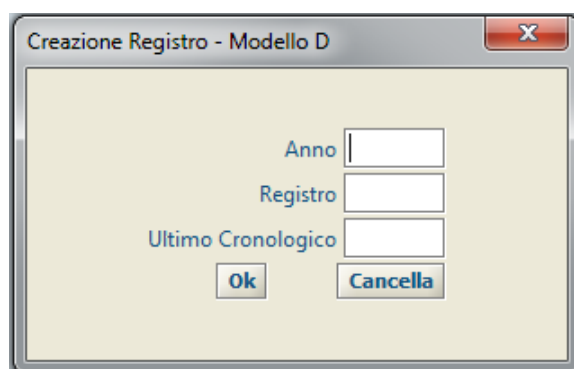 Creazione Registro - Modello D
Anno
Registro
Ultimo Cronologico
Ok Cancella